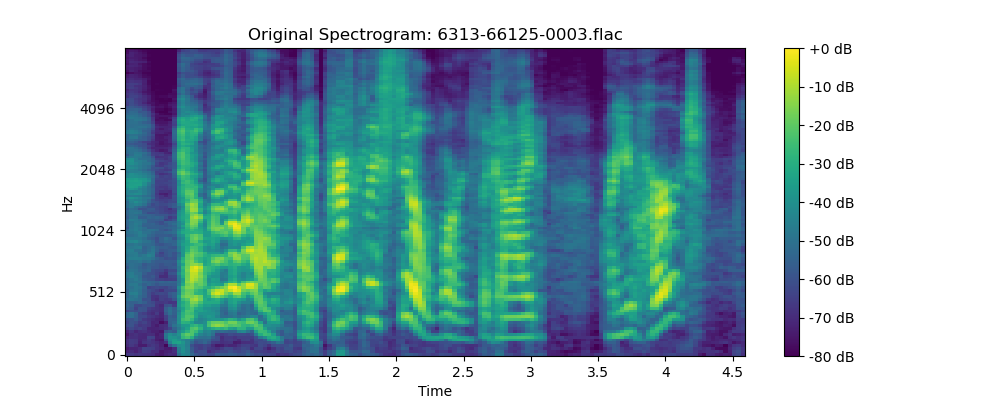 Original Spectrogram: 6313-66125-0003.flac
Hz
4096
2048
1024
512
0
0 0.5 1 1.5 2 2.5 3 3.5 4 4.5
Time
+0 dB
-10 dB
-20 dB
-30 dB
-40 dB
-50 dB
-60 dB
-70 dB
-80 dB